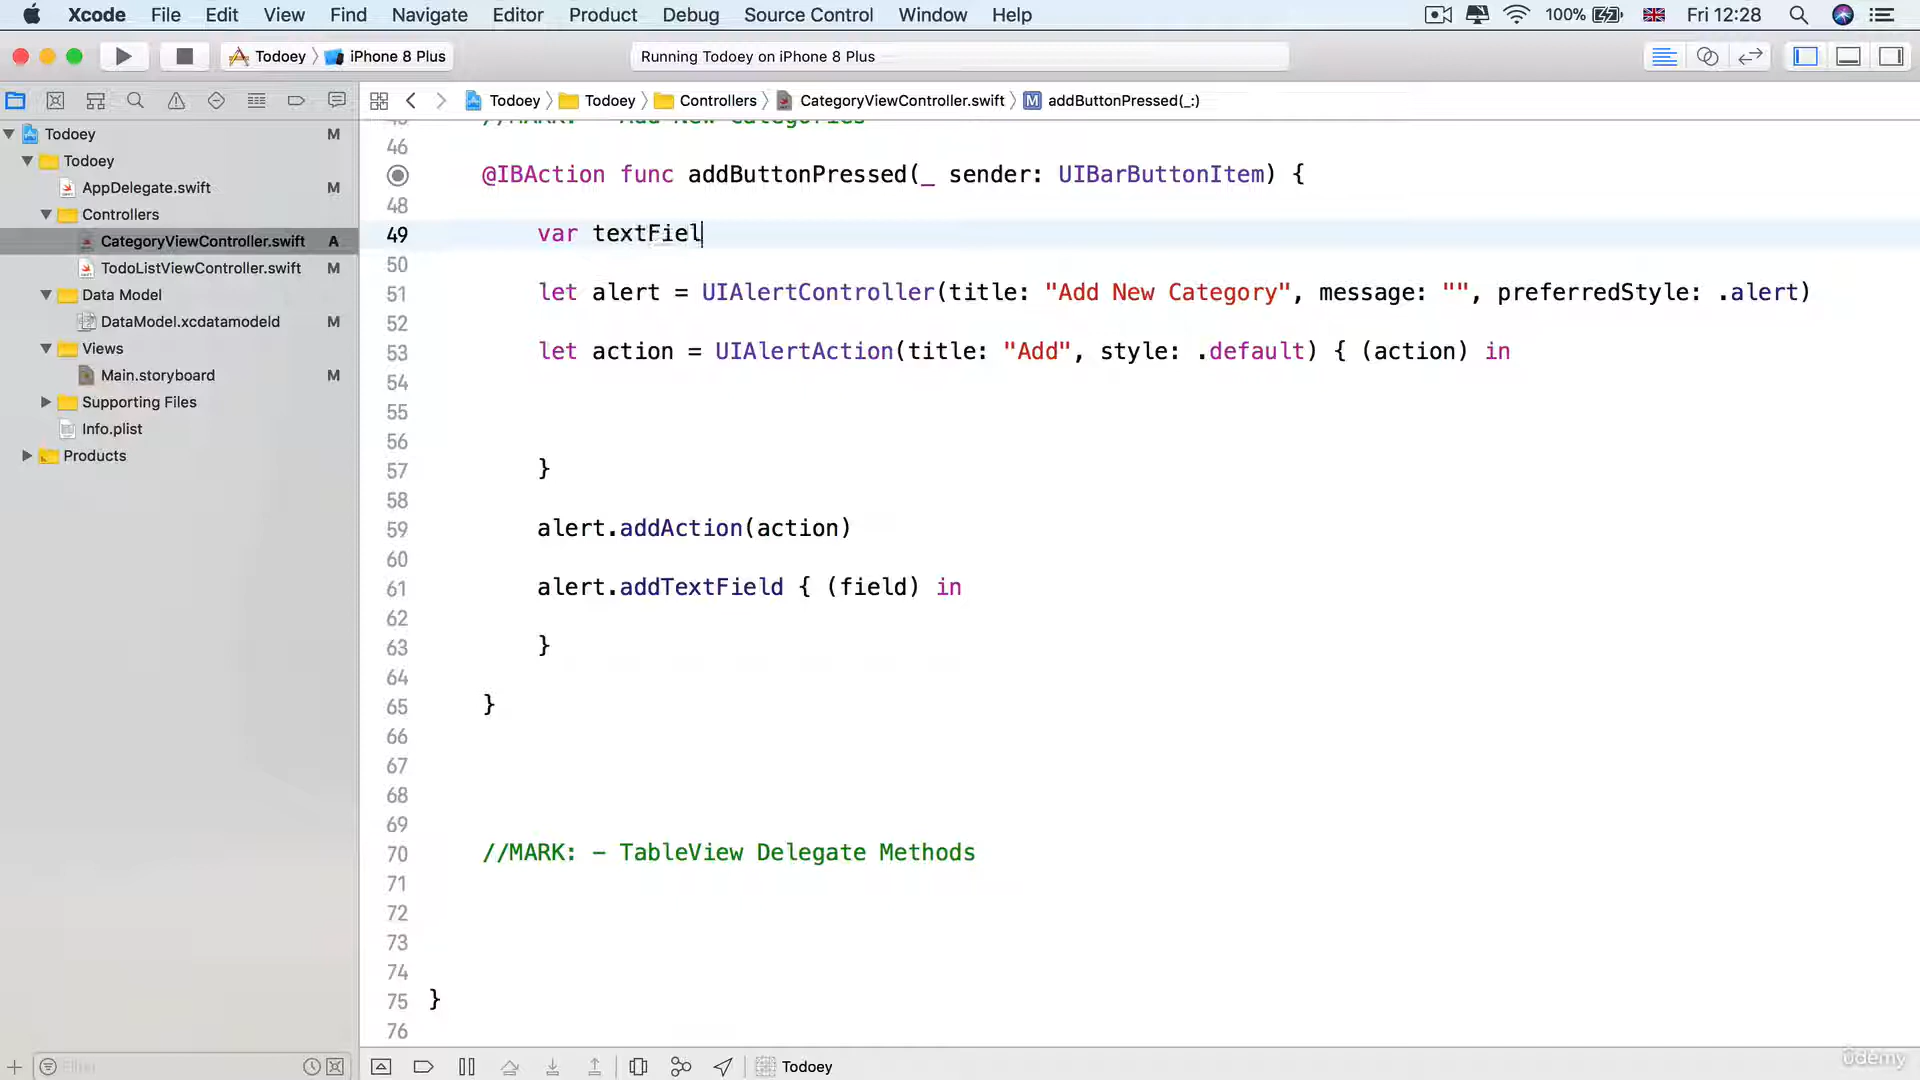 Xcode File Edit View Find Navigate Editor Product Debug Source Control Window Help 100% Fri 12:28
Todoey iPhone 8 Plus Running Todoey on iPhone 8 Plus
Todoey Todoey Controllers CategoryViewController.swift M addButtonPressed(_:)
Todoey M
Todoey
AppDelegate.swift M
Controllers
CategoryViewController.swift A
TodoListViewController.swift M
Data Model
DataModel.xcdatamodeld M
Views
Main.storyboard M
Supporting Files
Info.plist
Products
//MARK: - Add New Categories
46
@IBAction func addButtonPressed(_ sender: UIBarButtonItem) {
48
49 var textFiel
50
51 let alert = UIAlertController(title: "Add New Category", message: "", preferredStyle: .alert)
52
53 let action = UIAlertAction(title: "Add", style: .default) { (action) in
54
55
56
57 }
58
59 alert.addAction(action)
60
61 alert.addTextField { (field) in
62
63 }
64
65 }
66
67
68
69
70 //MARK: - TableView Delegate Methods
71
72
73
74
75 }
76
Filter
Todoey
ûdemy